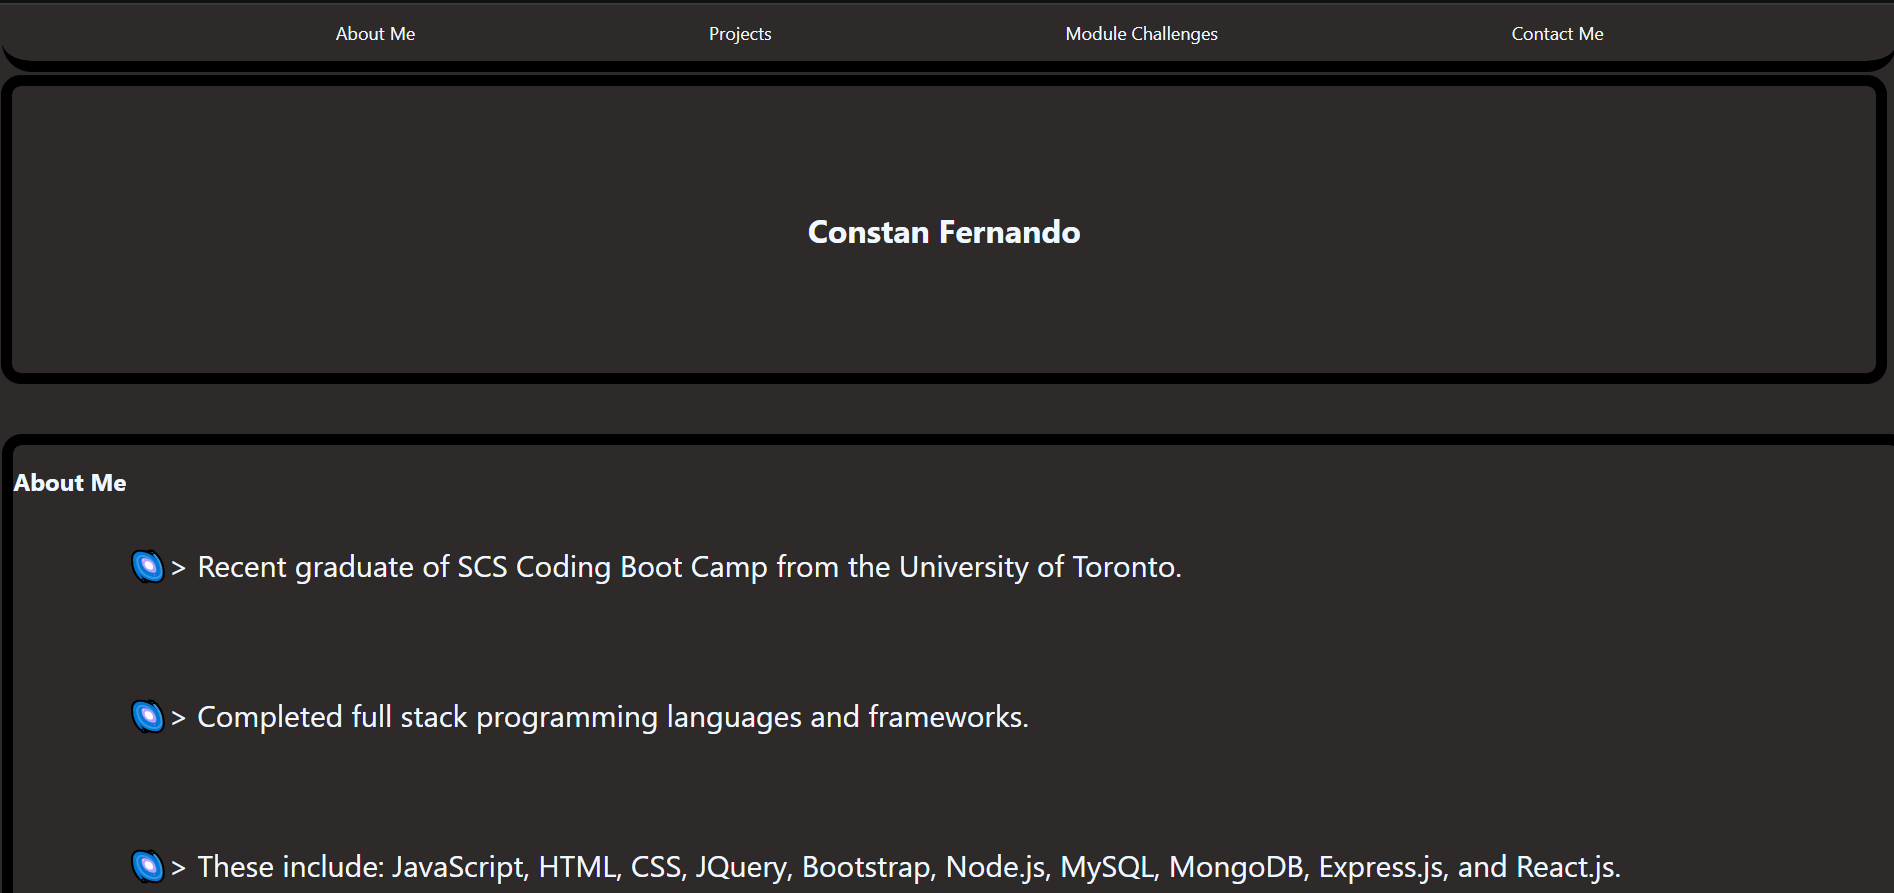 About Me Projects Module Challenges Contact Me
Constan Fernando
About Me
> Recent graduate of SCS Coding Boot Camp from the University of Toronto.
> Completed full stack programming languages and frameworks.
> These include: JavaScript, HTML, CSS, JQuery, Bootstrap, Node.js, MySQL, MongoDB, Express.js, and React.js.